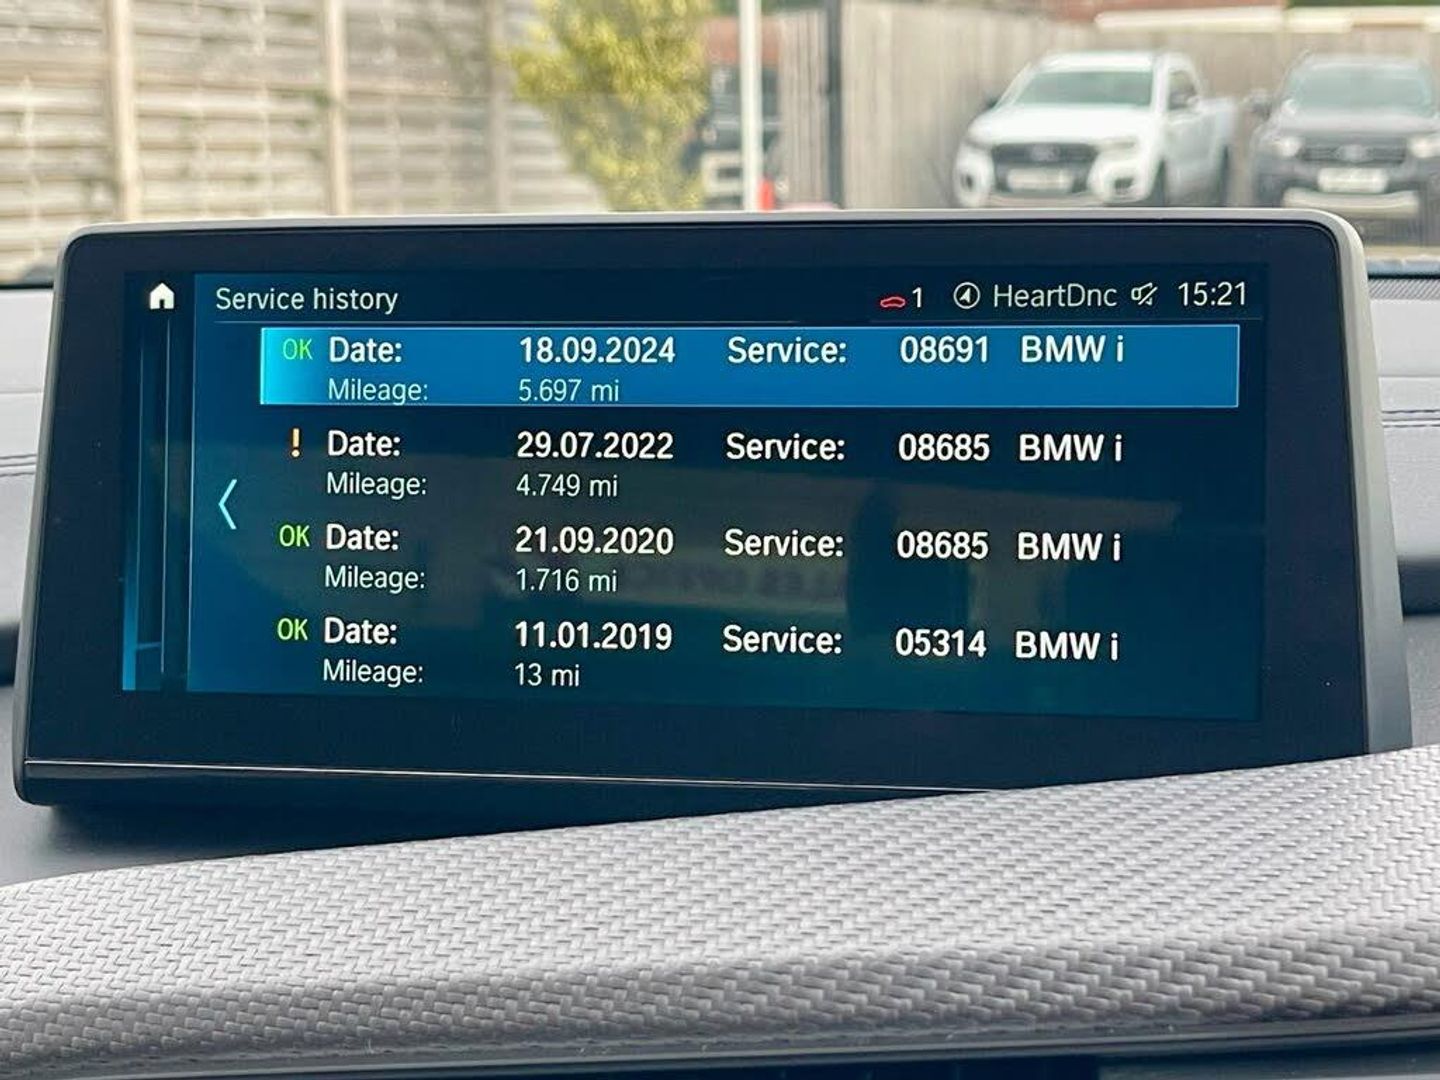 Service history 1 HeartDnc 15:21
OK Date: 18.09.2024 Service: 08691 BMW i
Mileage: 5.697 mi
! Date: 29.07.2022 Service: 08685 BMW i
Mileage: 4.749 mi
OK Date: 21.09.2020 Service: 08685 BMW i
Mileage: 1.716 mi
OK Date: 11.01.2019 Service: 05314 BMW i
Mileage: 13 mi